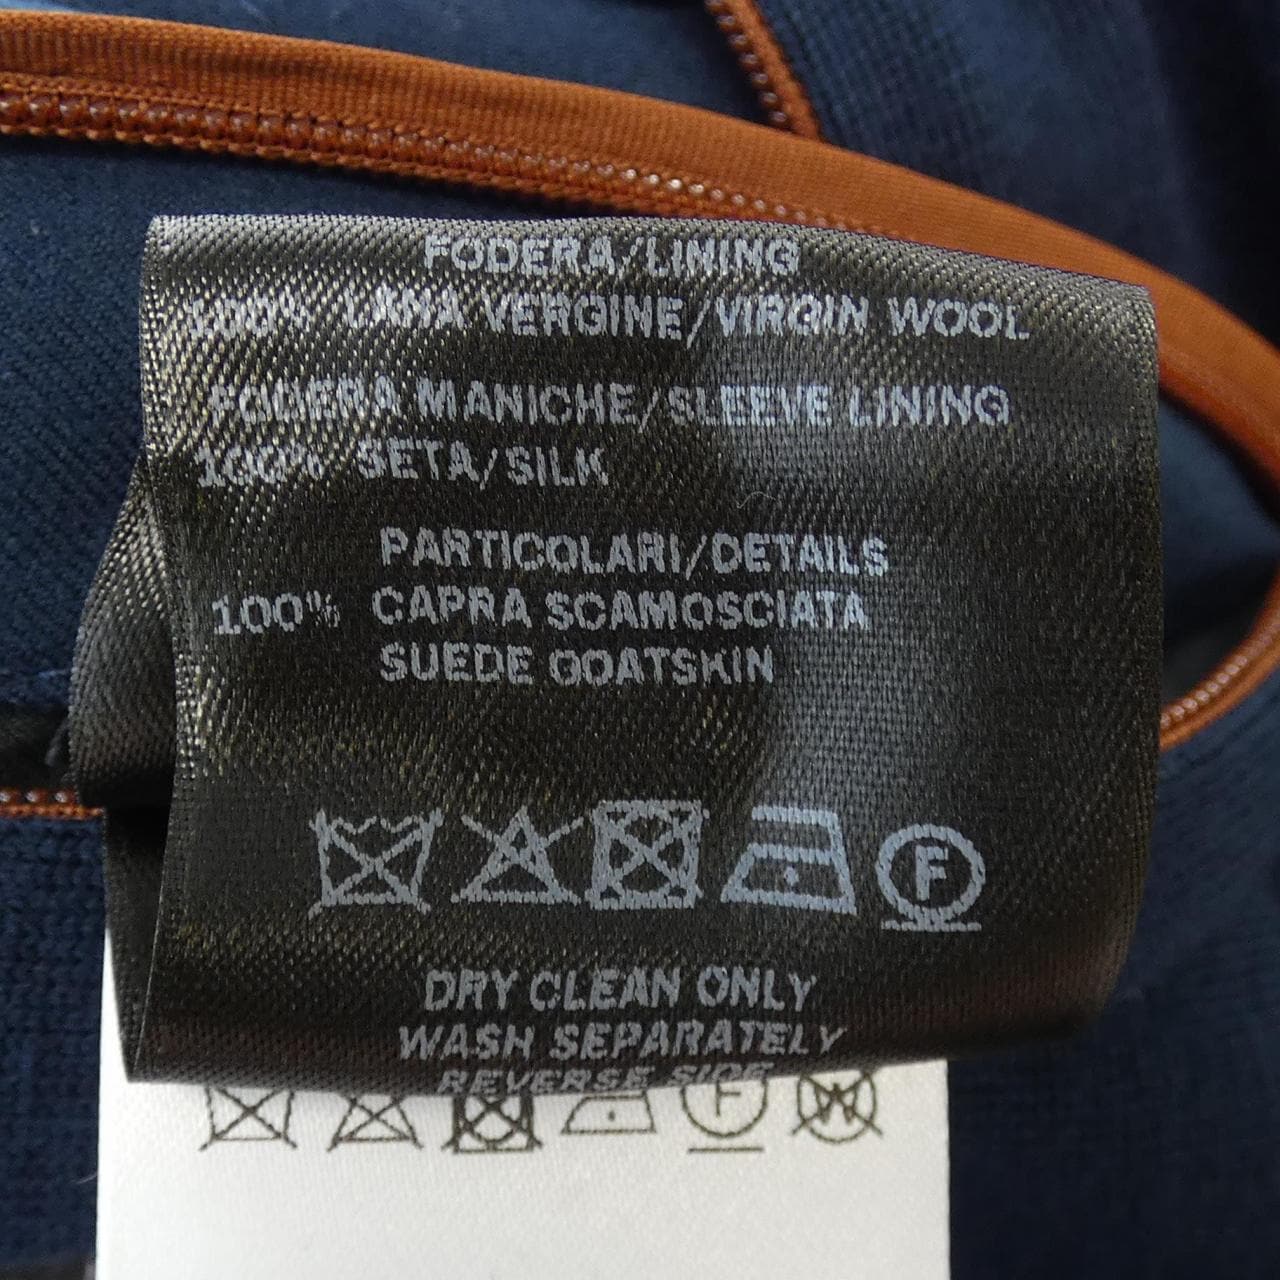 FODERA/LINING
100% LANA VERGINE/VIRGIN WOOL
FODERA MANICHE/SLEEVE LINING
100% SETA/SILK
PARTICOLARI/DETAILS
100% CAPRA SCAMOSCIATA
SUEDE GOATSKIN
F
DRY CLEAN ONLY
WASH SEPARATELY
REVERSE SIDE
F W